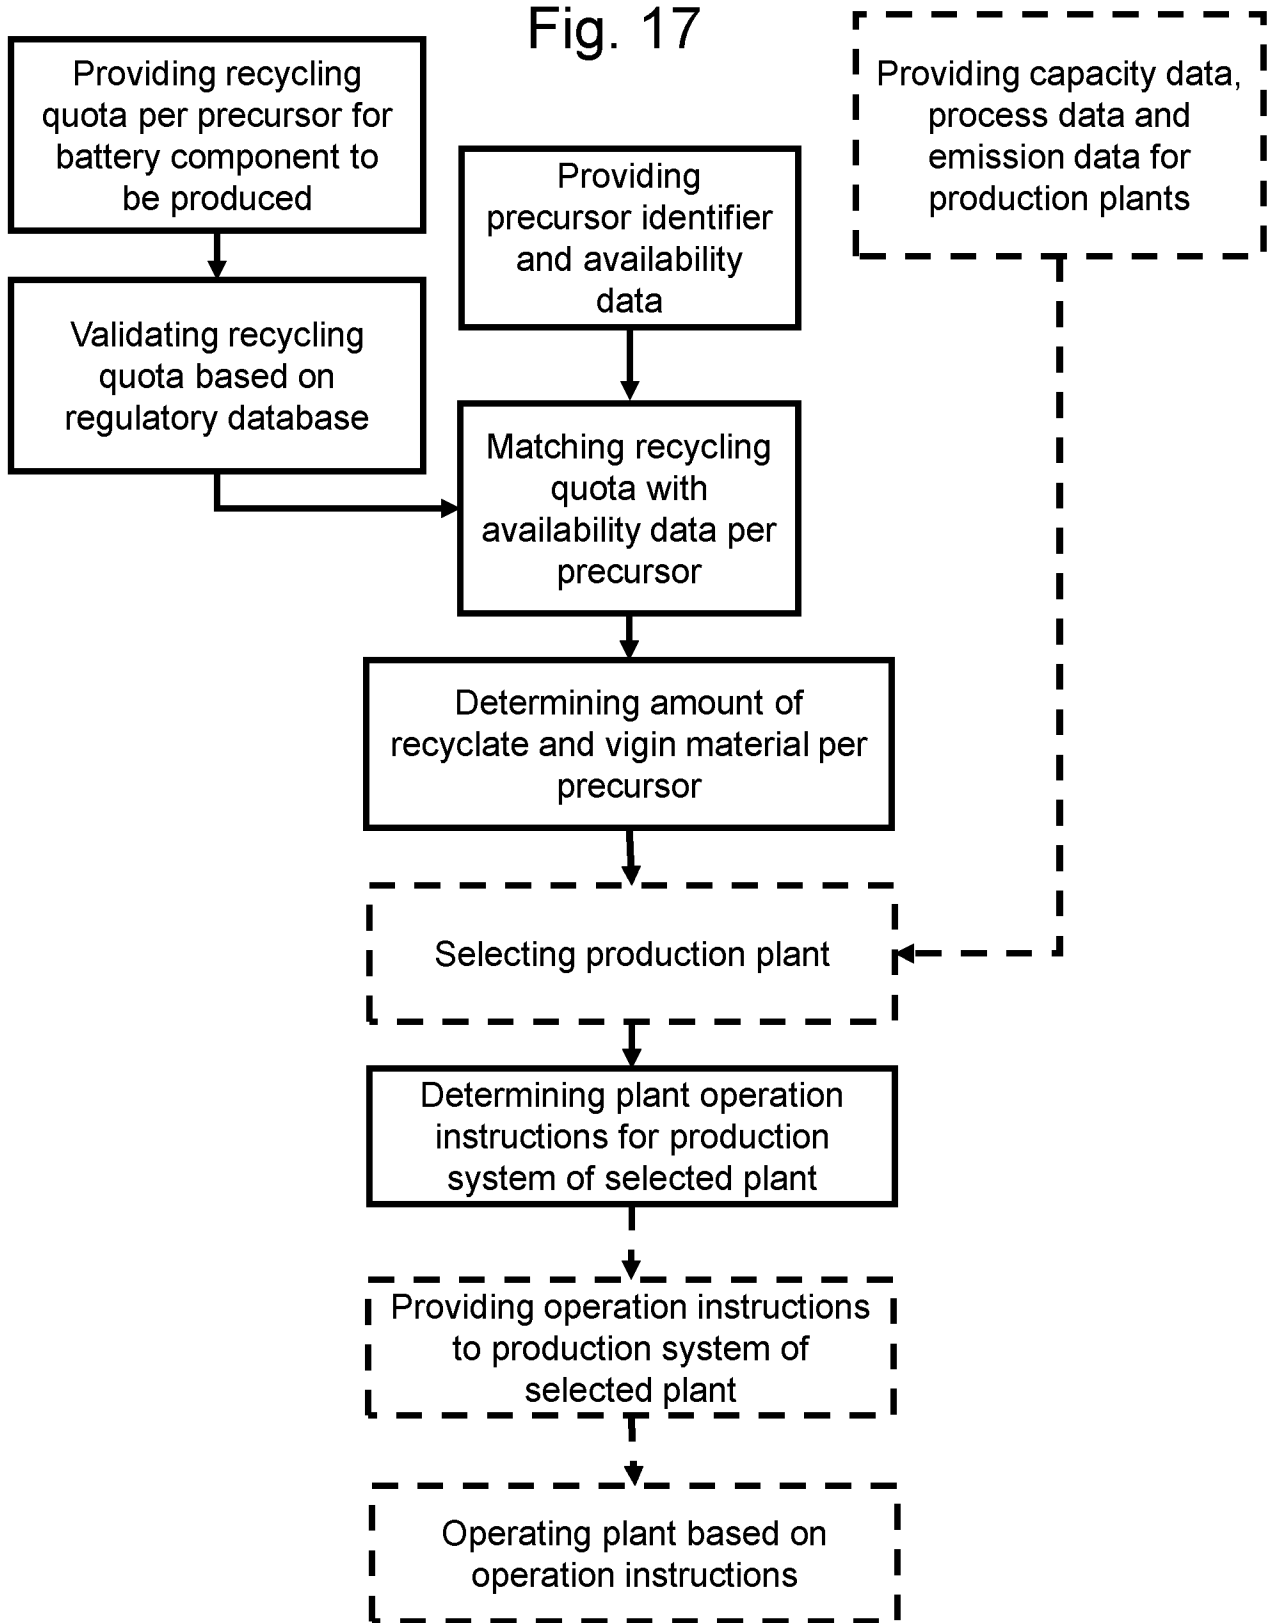 Fig. 17
Providing recycling
quota per precursor for
battery component to
be produced
Providing capacity data,
process data and
emission data for
production plants
Providing
precursor identifier
and availability
data
Validating recycling
quota based on
regulatory database
Matching recycling
quota with
availability data per
precursor
Determining amount of
recyclate and vigin material per
precursor
Selecting production plant
Determining plant operation
instructions for production
system of selected plant
Providing operation instructions
to production system of
selected plant
Operating plant based on
operation instructions